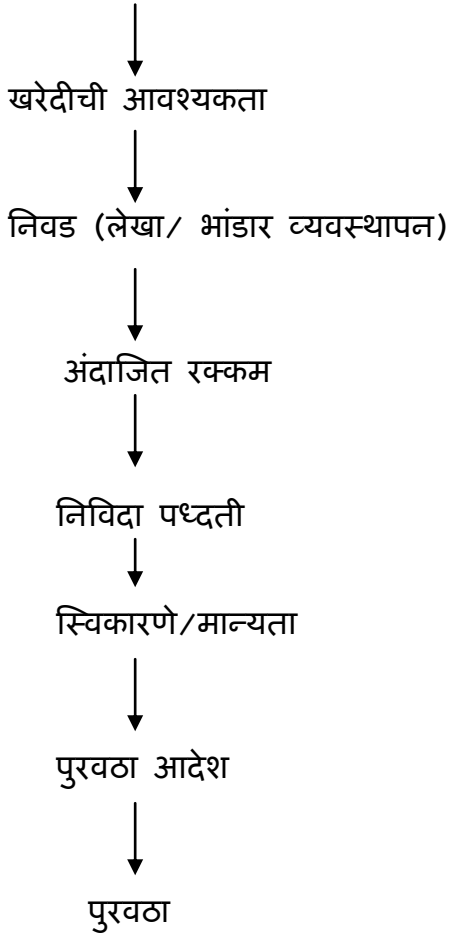 खरेदीची आवश्यकता
निवड (लेखा/ भांडार व्यवस्थापन)
अंदाजित रक्कम
निविदा पध्दती
स्विकारणे/मान्यता
पुरवठा आदेश
पुरवठा